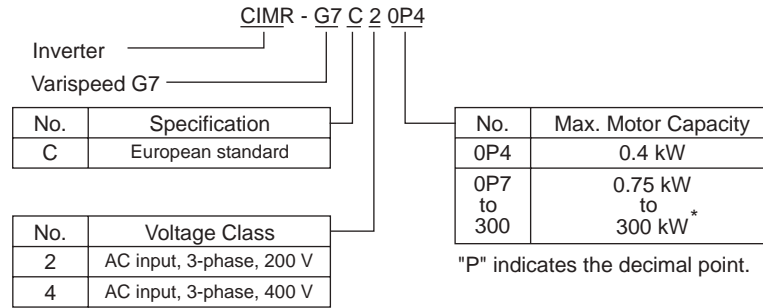 CIMR - G7 C 2 0P4
Inverter
Varispeed G7
No. Specification
C European standard
No. Voltage Class
2 AC input, 3-phase, 200 V
4 AC input, 3-phase, 400 V
No. Max. Motor Capacity
0P4 0.4 kW
0P7 0.75 kW
to to
300 300 kW*
"P" indicates the decimal point.